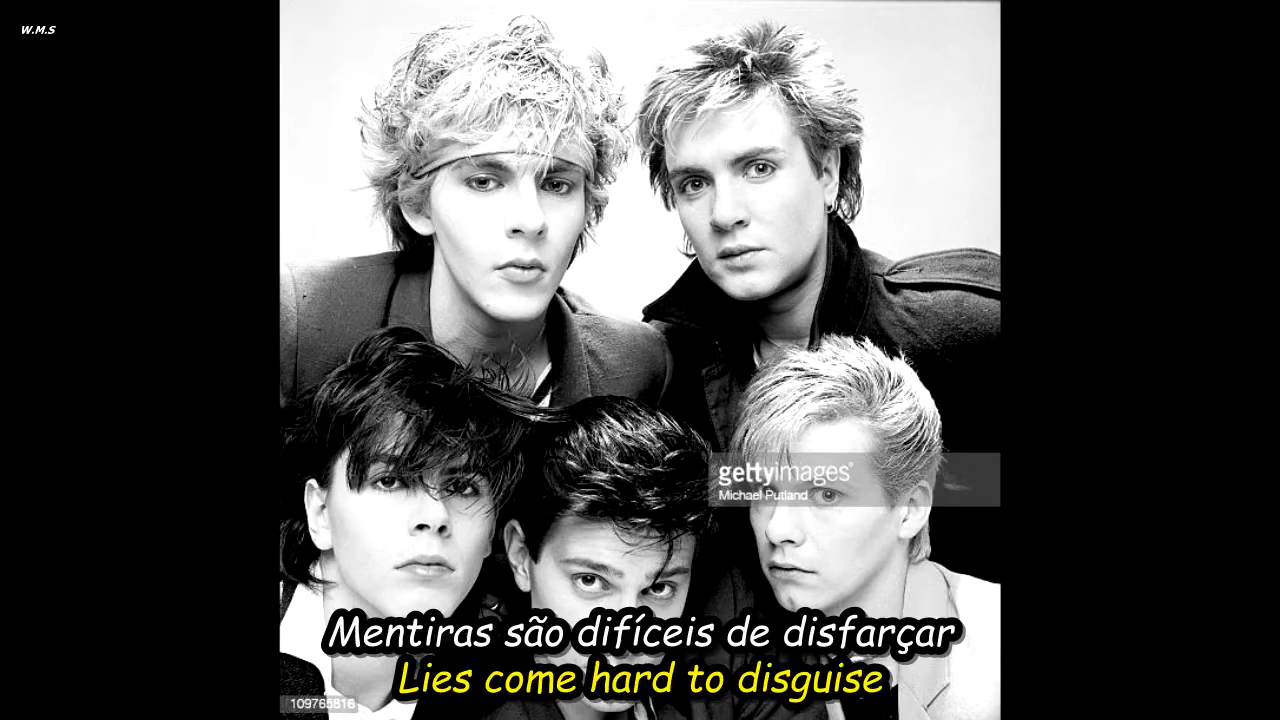 W.M.S
gettyimages®
Michael Putland
Mentiras são difíceis de disfarçar
Lies come hard to disguise
109765816